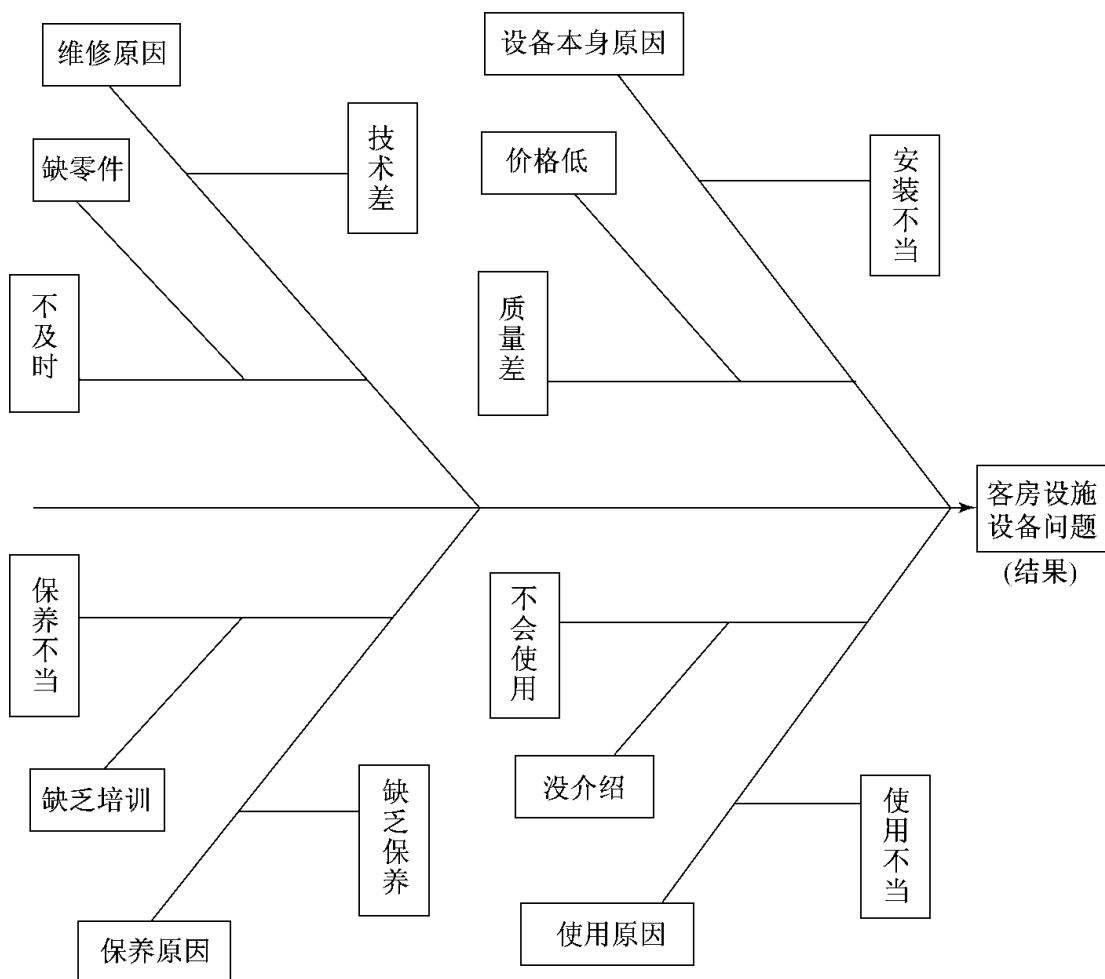 维修原因
设备本身原因
技术差
缺零件
价格低
安装不当
不及时
质量差
客房设施
设备问题
(结果)
保养不当
不会使用
缺乏培训
没介绍
缺乏保养
使用不当
保养原因
使用原因